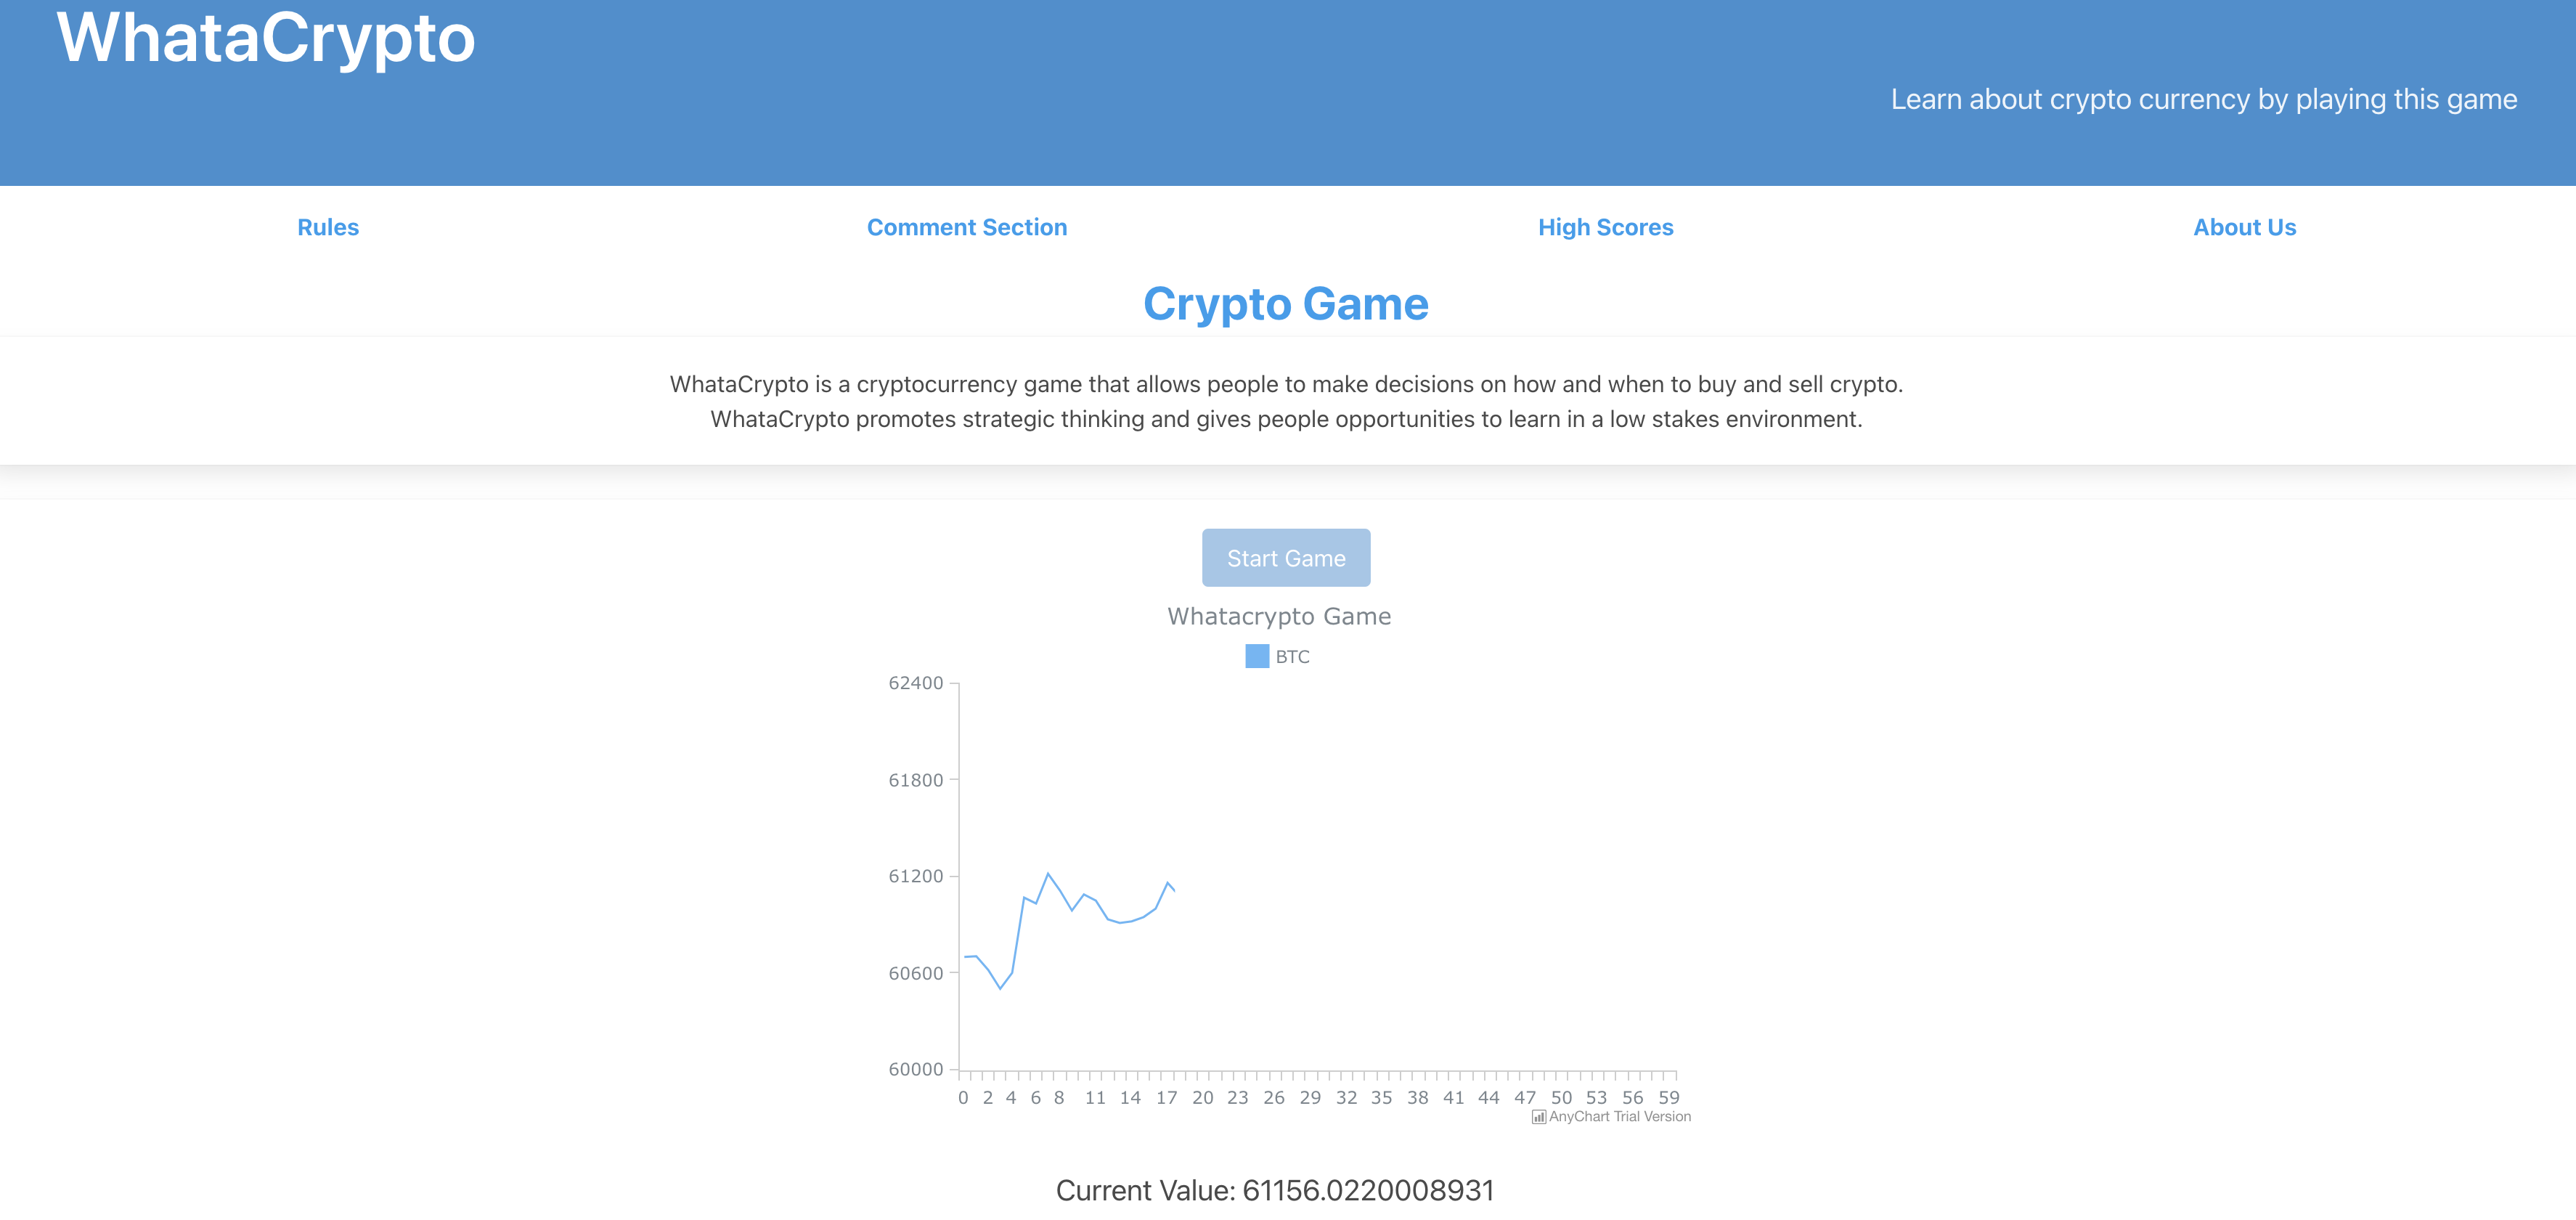 WhataCrypto
Learn about crypto currency by playing this game
Rules Comment Section High Scores About Us
Crypto Game
WhataCrypto is a cryptocurrency game that allows people to make decisions on how and when to buy and sell crypto.
WhataCrypto promotes strategic thinking and gives people opportunities to learn in a low stakes environment.
Start Game
Whatacrypto Game
BTC
62400
61800
61200
60600
60000
0 2 4 6 8 11 14 17 20 23 26 29 32 35 38 41 44 47 50 53 56 59
AnyChart Trial Version
Current Value: 61156.0220008931